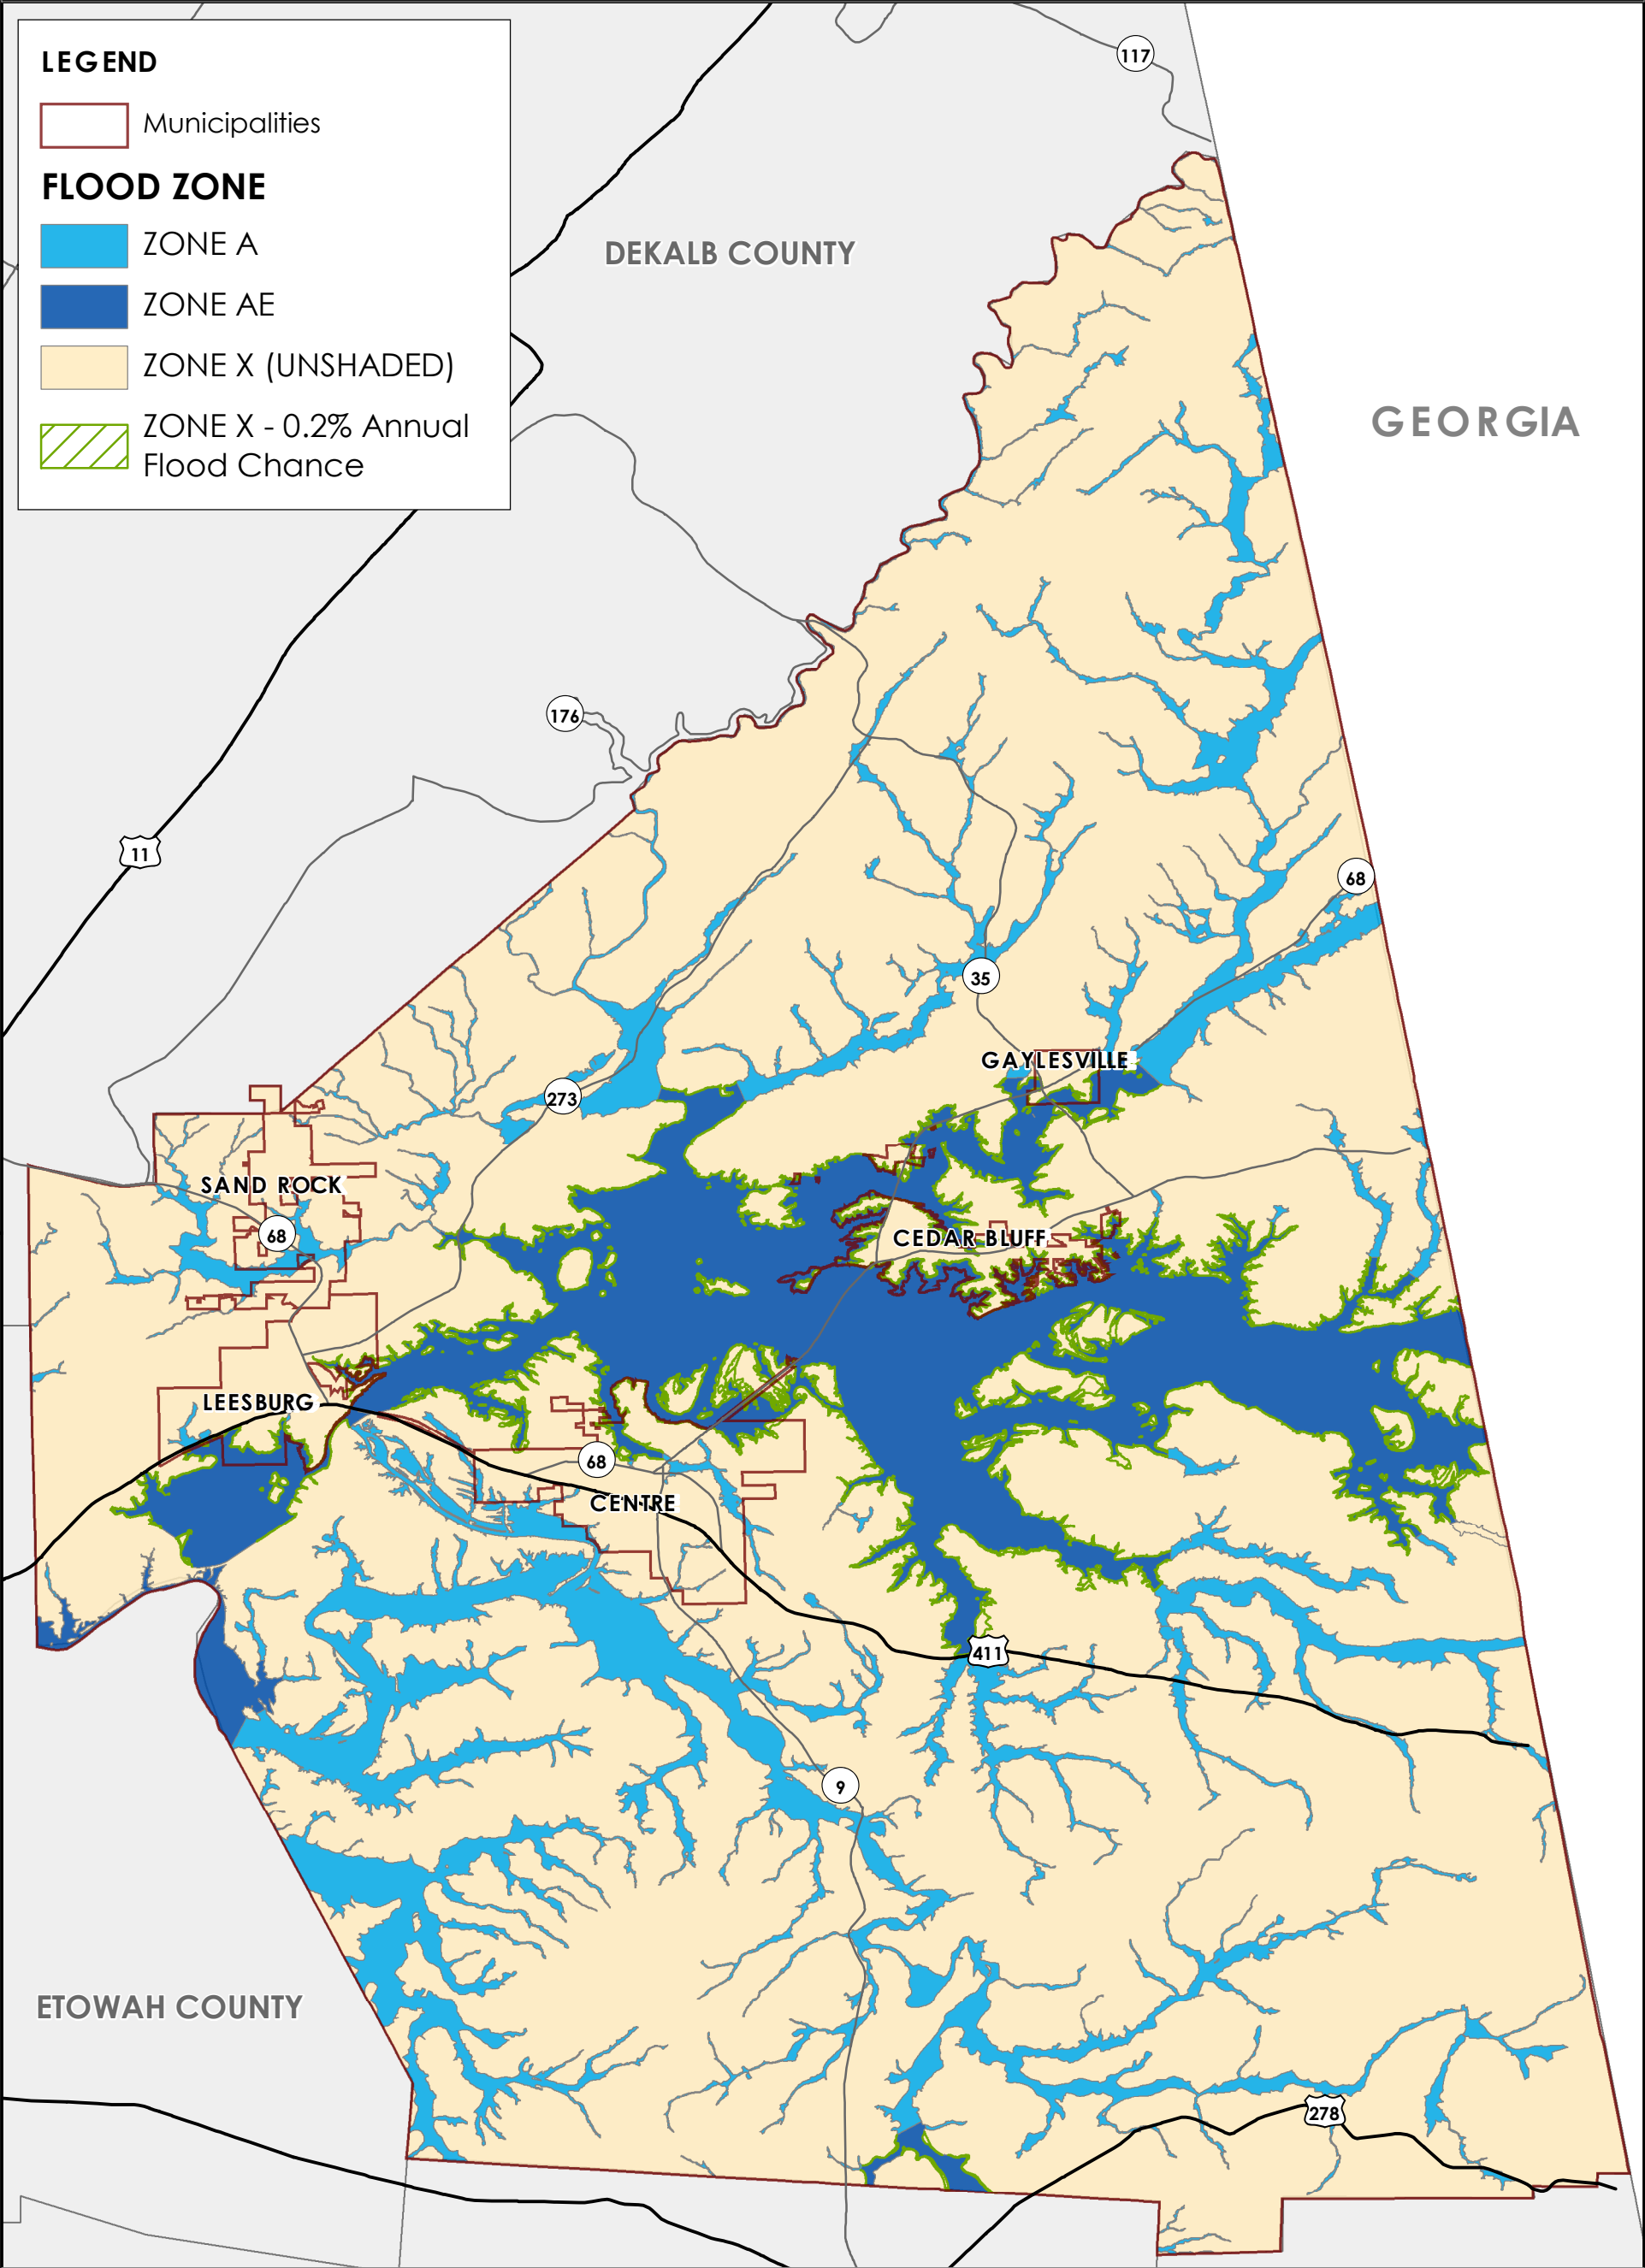 LEGEND
Municipalities
FLOOD ZONE
ZONE A
ZONE AE
ZONE X (UNSHADED)
ZONE X - 0.2% Annual
Flood Chance
117
DEKALB COUNTY
GEORGIA
176
11
68
35
GAYLESVILLE
273
SAND ROCK
68
CEDAR BLUFF
LEESBURG
68
CENTRE
411
9
ETOWAH COUNTY
278